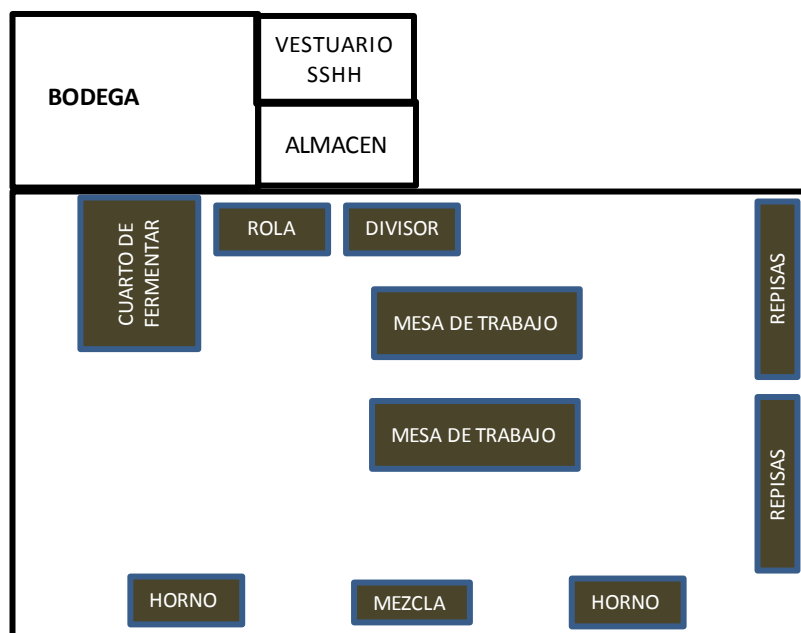 VESTUARIO
SSHH
BODEGA
ALMACEN
CUARTO DE
FERMENTAR
ROLA
DIVISOR
REPISAS
MESA DE TRABAJO
MESA DE TRABAJO
REPISAS
HORNO
MEZCLA
HORNO